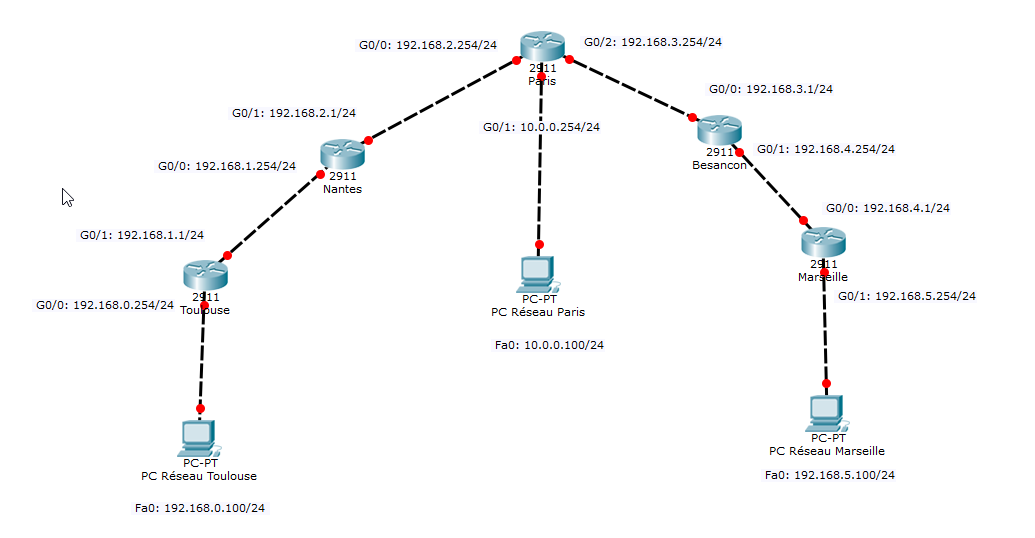 G0/0: 192.168.2.254/24
G0/2: 192.168.3.254/24
2911
Paris
G0/0: 192.168.3.1/24
G0/1: 192.168.2.1/24
G0/1: 10.0.0.254/24
2911
Besancon
G0/1: 192.168.4.254/24
G0/0: 192.168.1.254/24
2911
Nantes
G0/0: 192.168.4.1/24
G0/1: 192.168.1.1/24
2911
Marseille
2911
Toulouse
G0/0: 192.168.0.254/24
G0/1: 192.168.5.254/24
PC-PT
PC Réseau Paris
Fa0: 10.0.0.100/24
PC-PT
PC Réseau Marseille
Fa0: 192.168.5.100/24
PC-PT
PC Réseau Toulouse
Fa0: 192.168.0.100/24